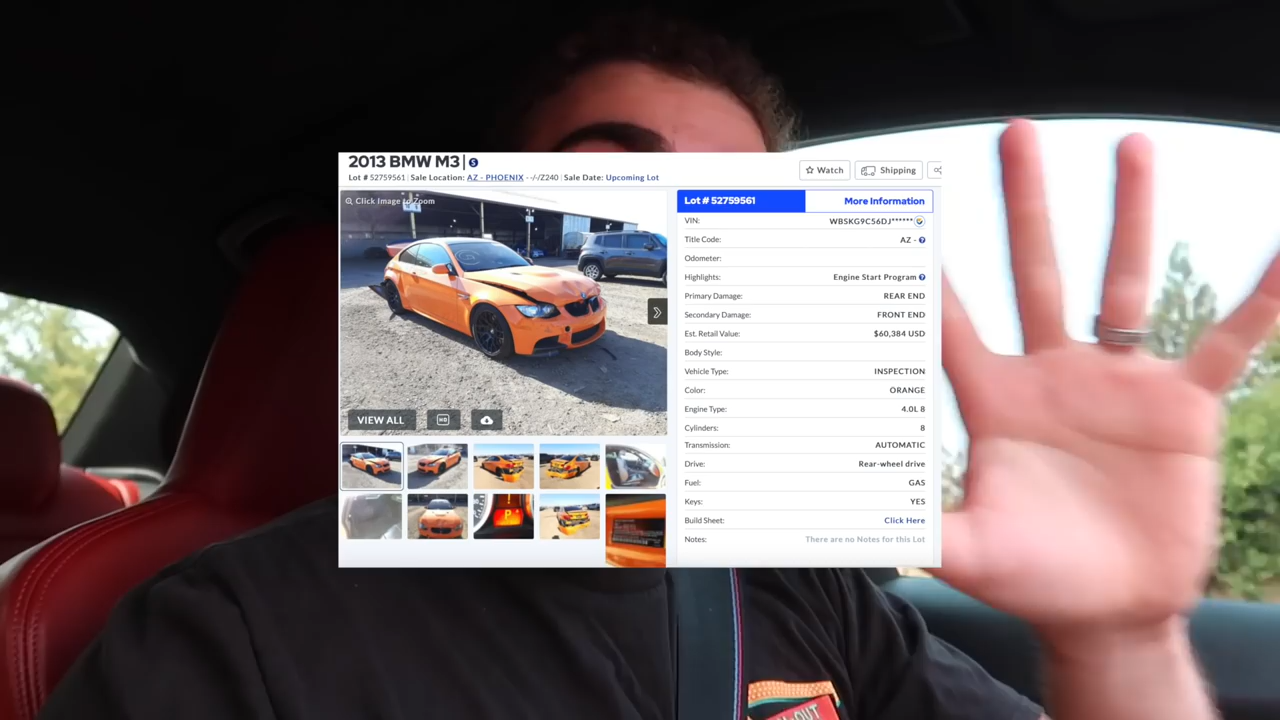 2013 BMW M3 |
Lot # 52759561 | Sale Location: AZ - PHOENIX - -/-/Z240 | Sale Date: Upcoming Lot
Watch
Shipping
Click Image to Zoom
VIEW ALL
HD
Lot # 52759561
More Information
VIN: WBSKG9C56DJ******
Title Code: AZ -
Odometer:
Highlights: Engine Start Program
Primary Damage: REAR END
Secondary Damage: FRONT END
Est. Retail Value: $60,384 USD
Body Style:
Vehicle Type: INSPECTION
Color: ORANGE
Engine Type: 4.0L 8
Cylinders: 8
Transmission: AUTOMATIC
Drive: Rear-wheel drive
Fuel: GAS
Keys: YES
Build Sheet: Click Here
Notes: There are no Notes for this Lot
P